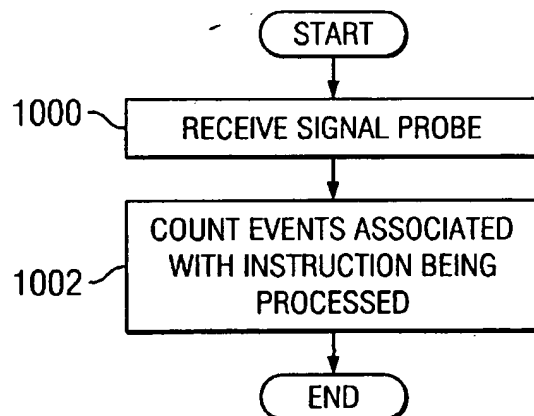 START
1000
RECEIVE SIGNAL PROBE
1002
COUNT EVENTS ASSOCIATED
WITH INSTRUCTION BEING
PROCESSED
END